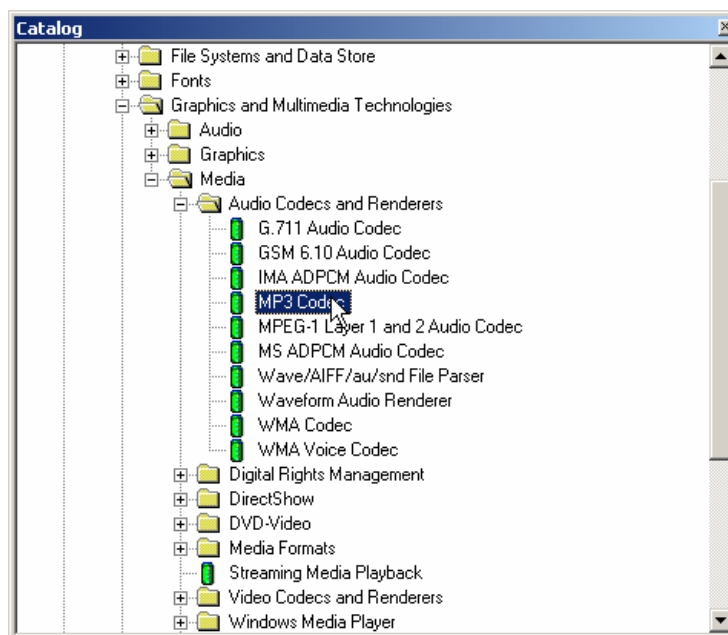 Catalog
File Systems and Data Store
Fonts
Graphics and Multimedia Technologies
Audio
Graphics
Media
Audio Codecs and Renderers
G.711 Audio Codec
GSM 6.10 Audio Codec
IMA ADPCM Audio Codec
MP3 Codec
MPEG-1 Layer 1 and 2 Audio Codec
MS ADPCM Audio Codec
Wave/AIFF/au/snd File Parser
Waveform Audio Renderer
WMA Codec
WMA Voice Codec
Digital Rights Management
DirectShow
DVD-Video
Media Formats
Streaming Media Playback
Video Codecs and Renderers
Windows Media Player